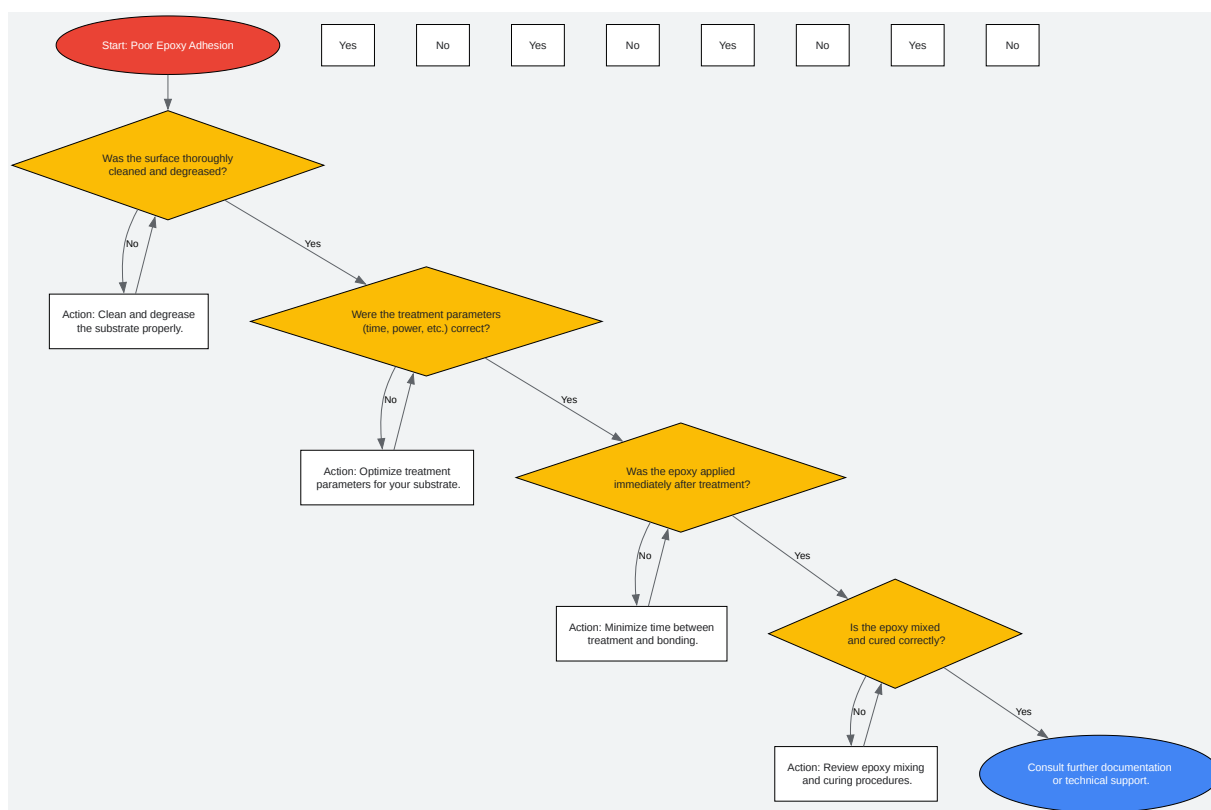 Start: Poor Epoxy Adhesion
Yes
No
Yes
No
Yes
No
Yes
No
Was the surface thoroughly
cleaned and degreased?
No
Yes
Action: Clean and degrease
the substrate properly.
Were the treatment parameters
(time, power, etc.) correct?
No
Yes
Action: Optimize treatment
parameters for your substrate.
Was the epoxy applied
immediately after treatment?
No
Yes
Action: Minimize time between
treatment and bonding.
Is the epoxy mixed
and cured correctly?
No
Yes
Action: Review epoxy mixing
and curing procedures.
Consult further documentation
or technical support.